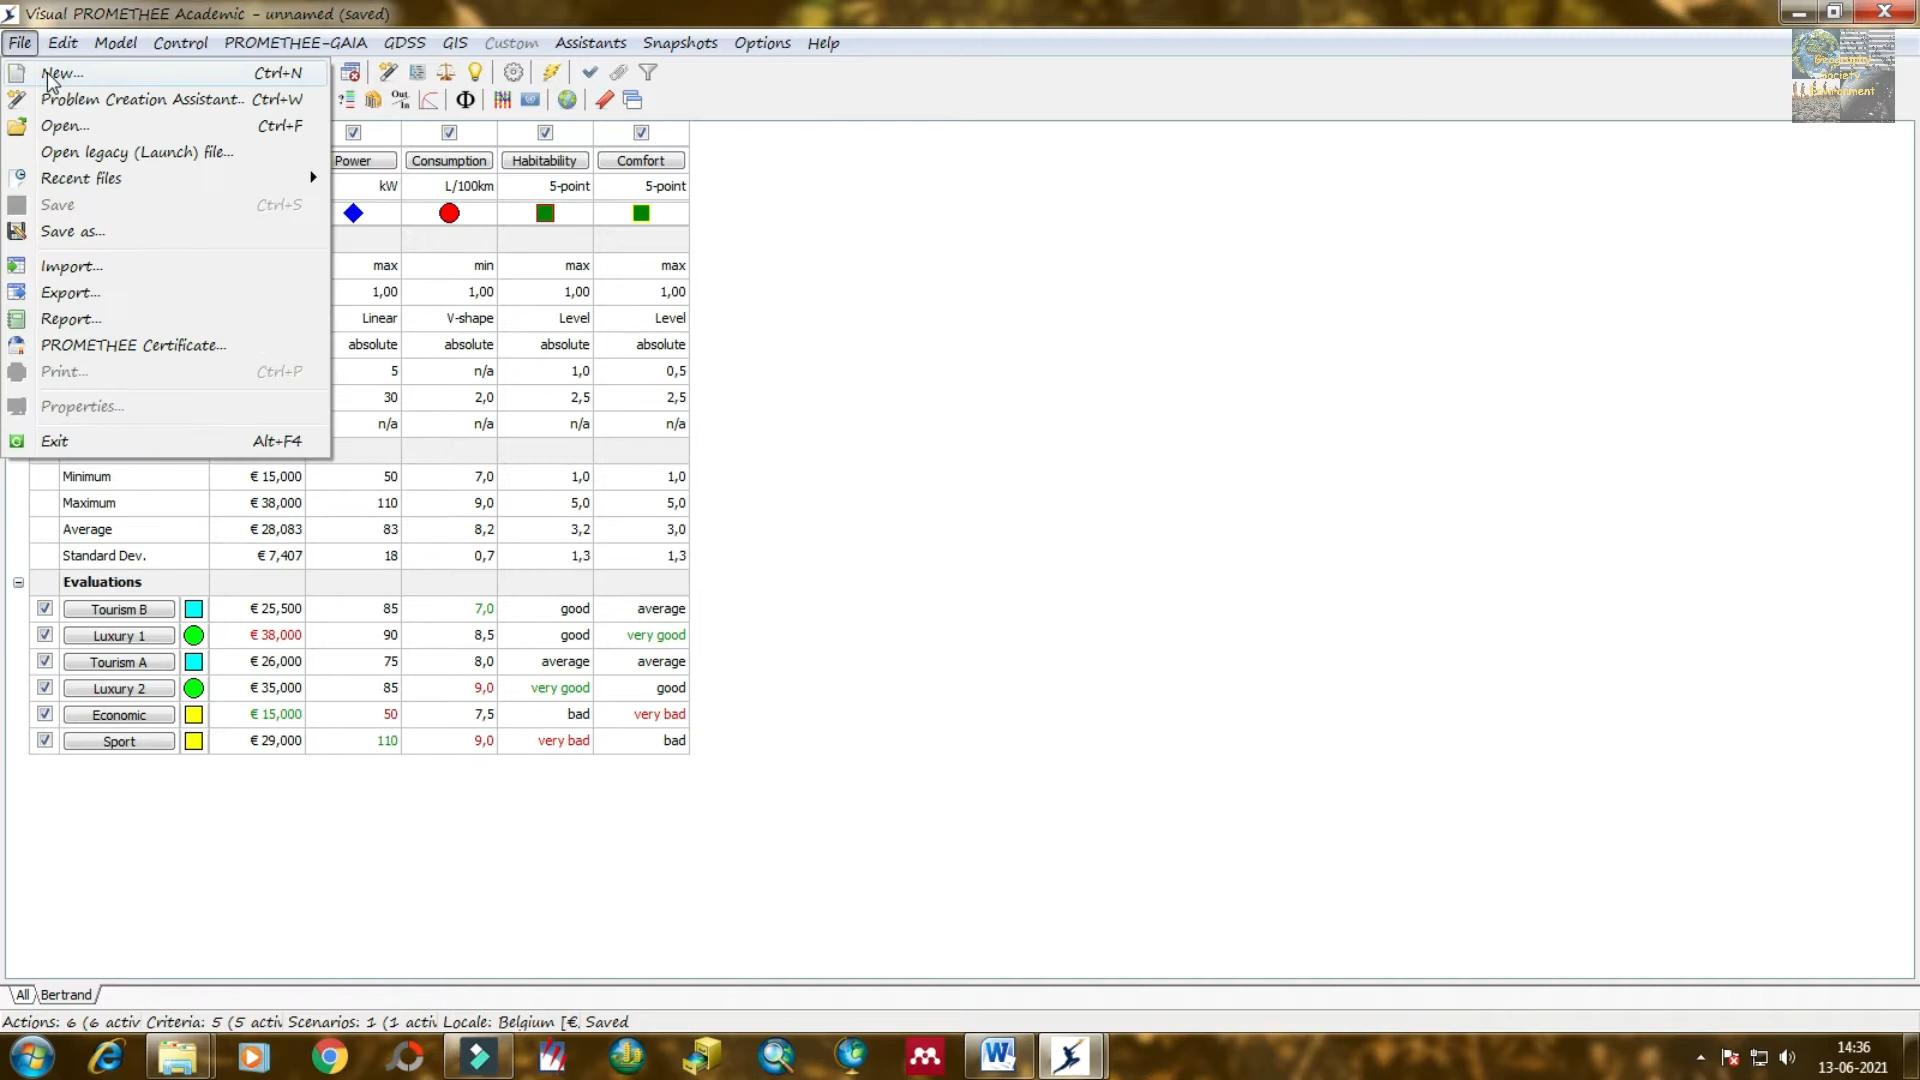 Visual PROMETHEE Academic - unnamed (saved)
File Edit Model Control PROMETHEE-GAIA GDSS GIS Custom Assistants Snapshots Options Help
New... Ctrl+N
Problem Creation Assistant.. Ctrl+W
Open... Ctrl+F
Open legacy (Launch) file...
Recent files
Save Ctrl+S
Save as...
Import...
Export...
Report...
PROMETHEE Certificate...
Print... Ctrl+P
Properties...
Exit Alt+F4
Out In
Φ
Geography
Society
Environment
Power Consumption Habitability Comfort
kW L/100km 5-point 5-point
max min max max
1,00 1,00 1,00 1,00
Linear V-shape Level Level
absolute absolute absolute absolute
5 n/a 1,0 0,5
30 2,0 2,5 2,5
n/a n/a n/a n/a
Minimum € 15,000 50 7,0 1,0 1,0
Maximum € 38,000 110 9,0 5,0 5,0
Average € 28,083 83 8,2 3,2 3,0
Standard Dev. € 7,407 18 0,7 1,3 1,3
Evaluations
Tourism B € 25,500 85 7,0 good average
Luxury 1 € 38,000 90 8,5 good very good
Tourism A € 26,000 75 8,0 average average
Luxury 2 € 35,000 85 9,0 very good good
Economic € 15,000 50 7,5 bad very bad
Sport € 29,000 110 9,0 very bad bad
All Bertrand
Actions: 6 (6 activ Criteria: 5 (5 activ Scenarios: 1 (1 activ Locale: Belgium [€, Saved
14:36
13-06-2021